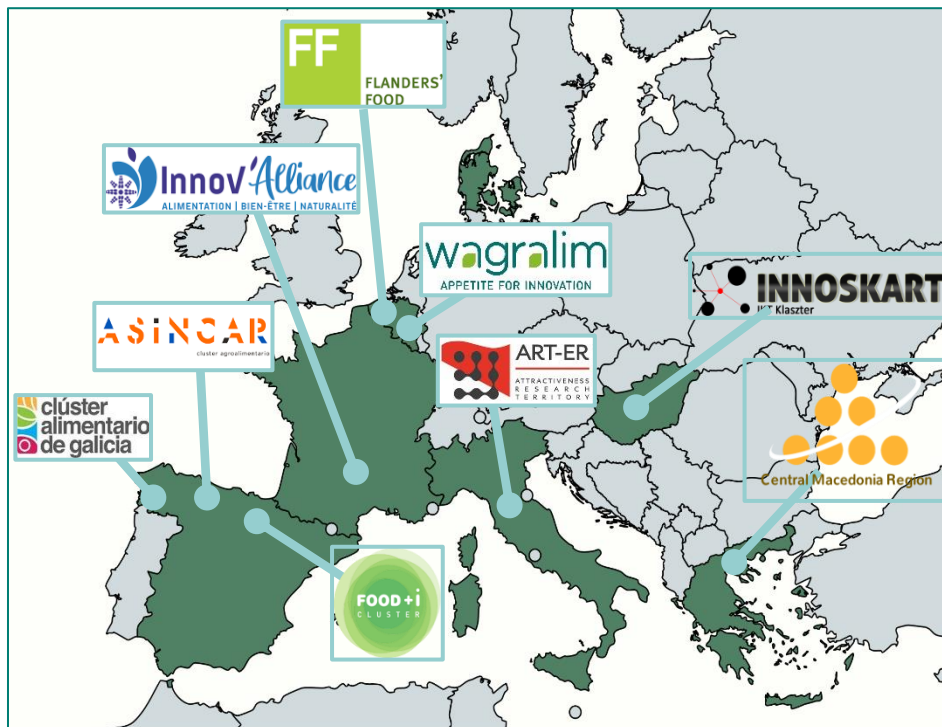 FF
FLANDERS'
FOOD
Innov'Alliance
ALIMENTATION | BIEN-ÊTRE | NATURALITÉ
wagralim
APPETITE FOR INNOVATION
INNOSKART
IKT Klaszter
ASINCAR
cluster agroalimentario
ART-ER
ATTRACTIVENESS
RESEARCH
TERRITORY
clúster
alimentario
de galicia
Central Macedonia Region
FOOD+i
CLUSTER